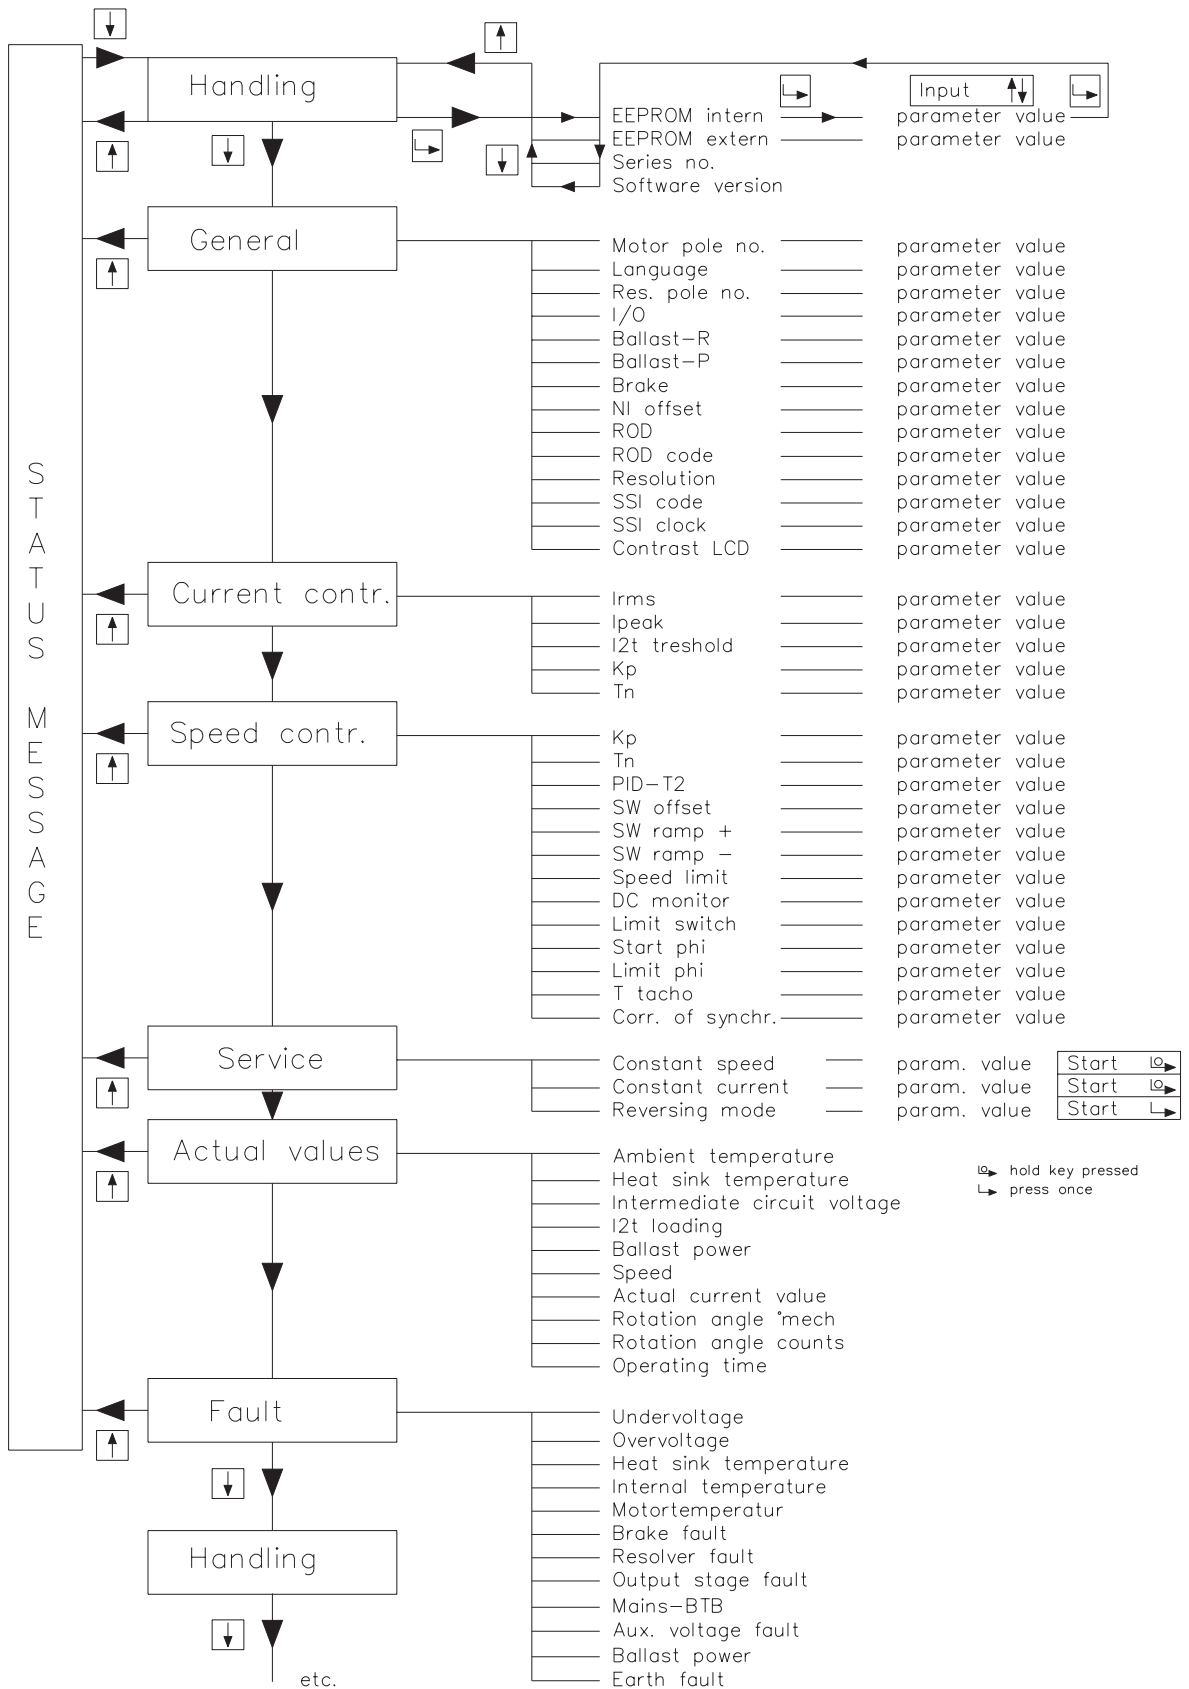 Handling
Input
EEPROM intern parameter value
EEPROM extern parameter value
Series no.
Software version
General
Motor pole no. parameter value
Language parameter value
Res. pole no. parameter value
I/O parameter value
Ballast-R parameter value
Ballast-P parameter value
Brake parameter value
NI offset parameter value
ROD parameter value
ROD code parameter value
Resolution parameter value
SSI code parameter value
SSI clock parameter value
Contrast LCD parameter value
STATUS MESSAGE
Current contr.
Irms parameter value
Ipeak parameter value
I2t treshold parameter value
Kp parameter value
Tn parameter value
Speed contr.
Kp parameter value
Tn parameter value
PID-T2 parameter value
SW offset parameter value
SW ramp + parameter value
SW ramp - parameter value
Speed limit parameter value
DC monitor parameter value
Limit switch parameter value
Start phi parameter value
Limit phi parameter value
T tacho parameter value
Corr. of synchr. parameter value
Service
Constant speed param. value Start
Constant current param. value Start
Reversing mode param. value Start
Actual values
Ambient temperature
Heat sink temperature
Intermediate circuit voltage
I2t loading
Ballast power
Speed
Actual current value
Rotation angle °mech
Rotation angle counts
Operating time
hold key pressed
press once
Fault
Undervoltage
Overvoltage
Heat sink temperature
Internal temperature
Motortemperatur
Brake fault
Resolver fault
Output stage fault
Mains-BTB
Aux. voltage fault
Ballast power
Earth fault
Handling
etc.